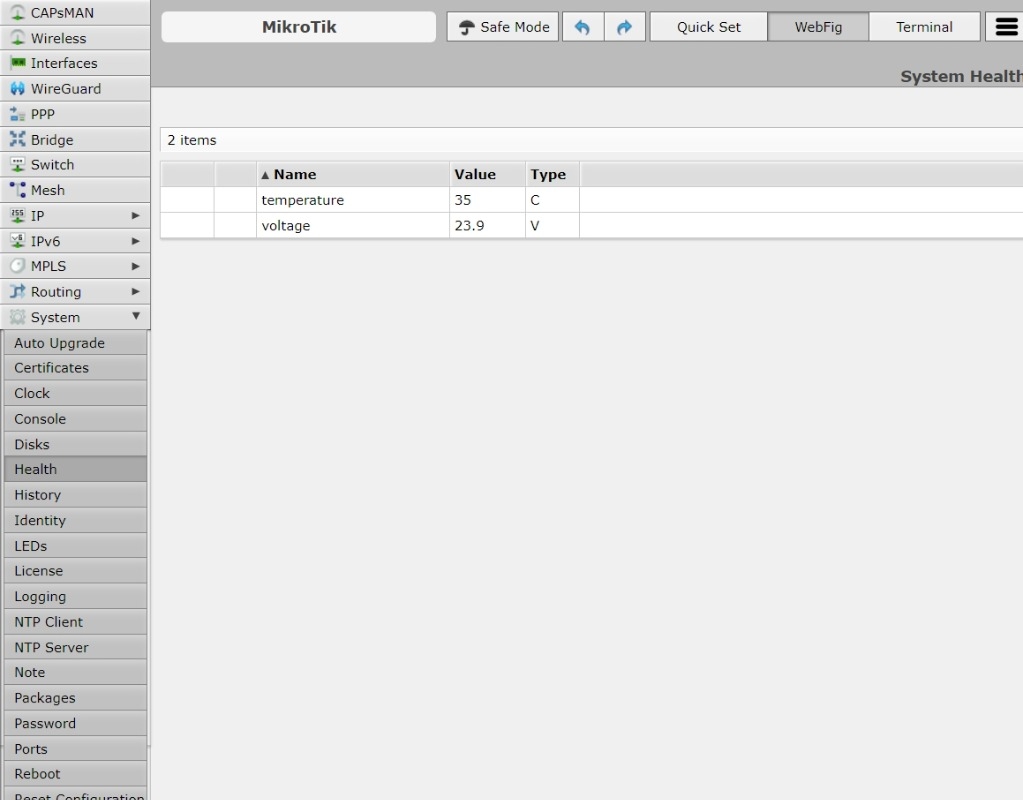 CAPsMAN
Wireless
Interfaces
WireGuard
PPP
Bridge
Switch
Mesh
IP
IPv6
MPLS
Routing
System
Auto Upgrade
Certificates
Clock
Console
Disks
Health
History
Identity
LEDs
License
Logging
NTP Client
NTP Server
Note
Packages
Password
Ports
Reboot
Reset Configuration
MikroTik Safe Mode Quick Set WebFig Terminal
System Health
2 items
Name Value Type
temperature 35 C
voltage 23.9 V